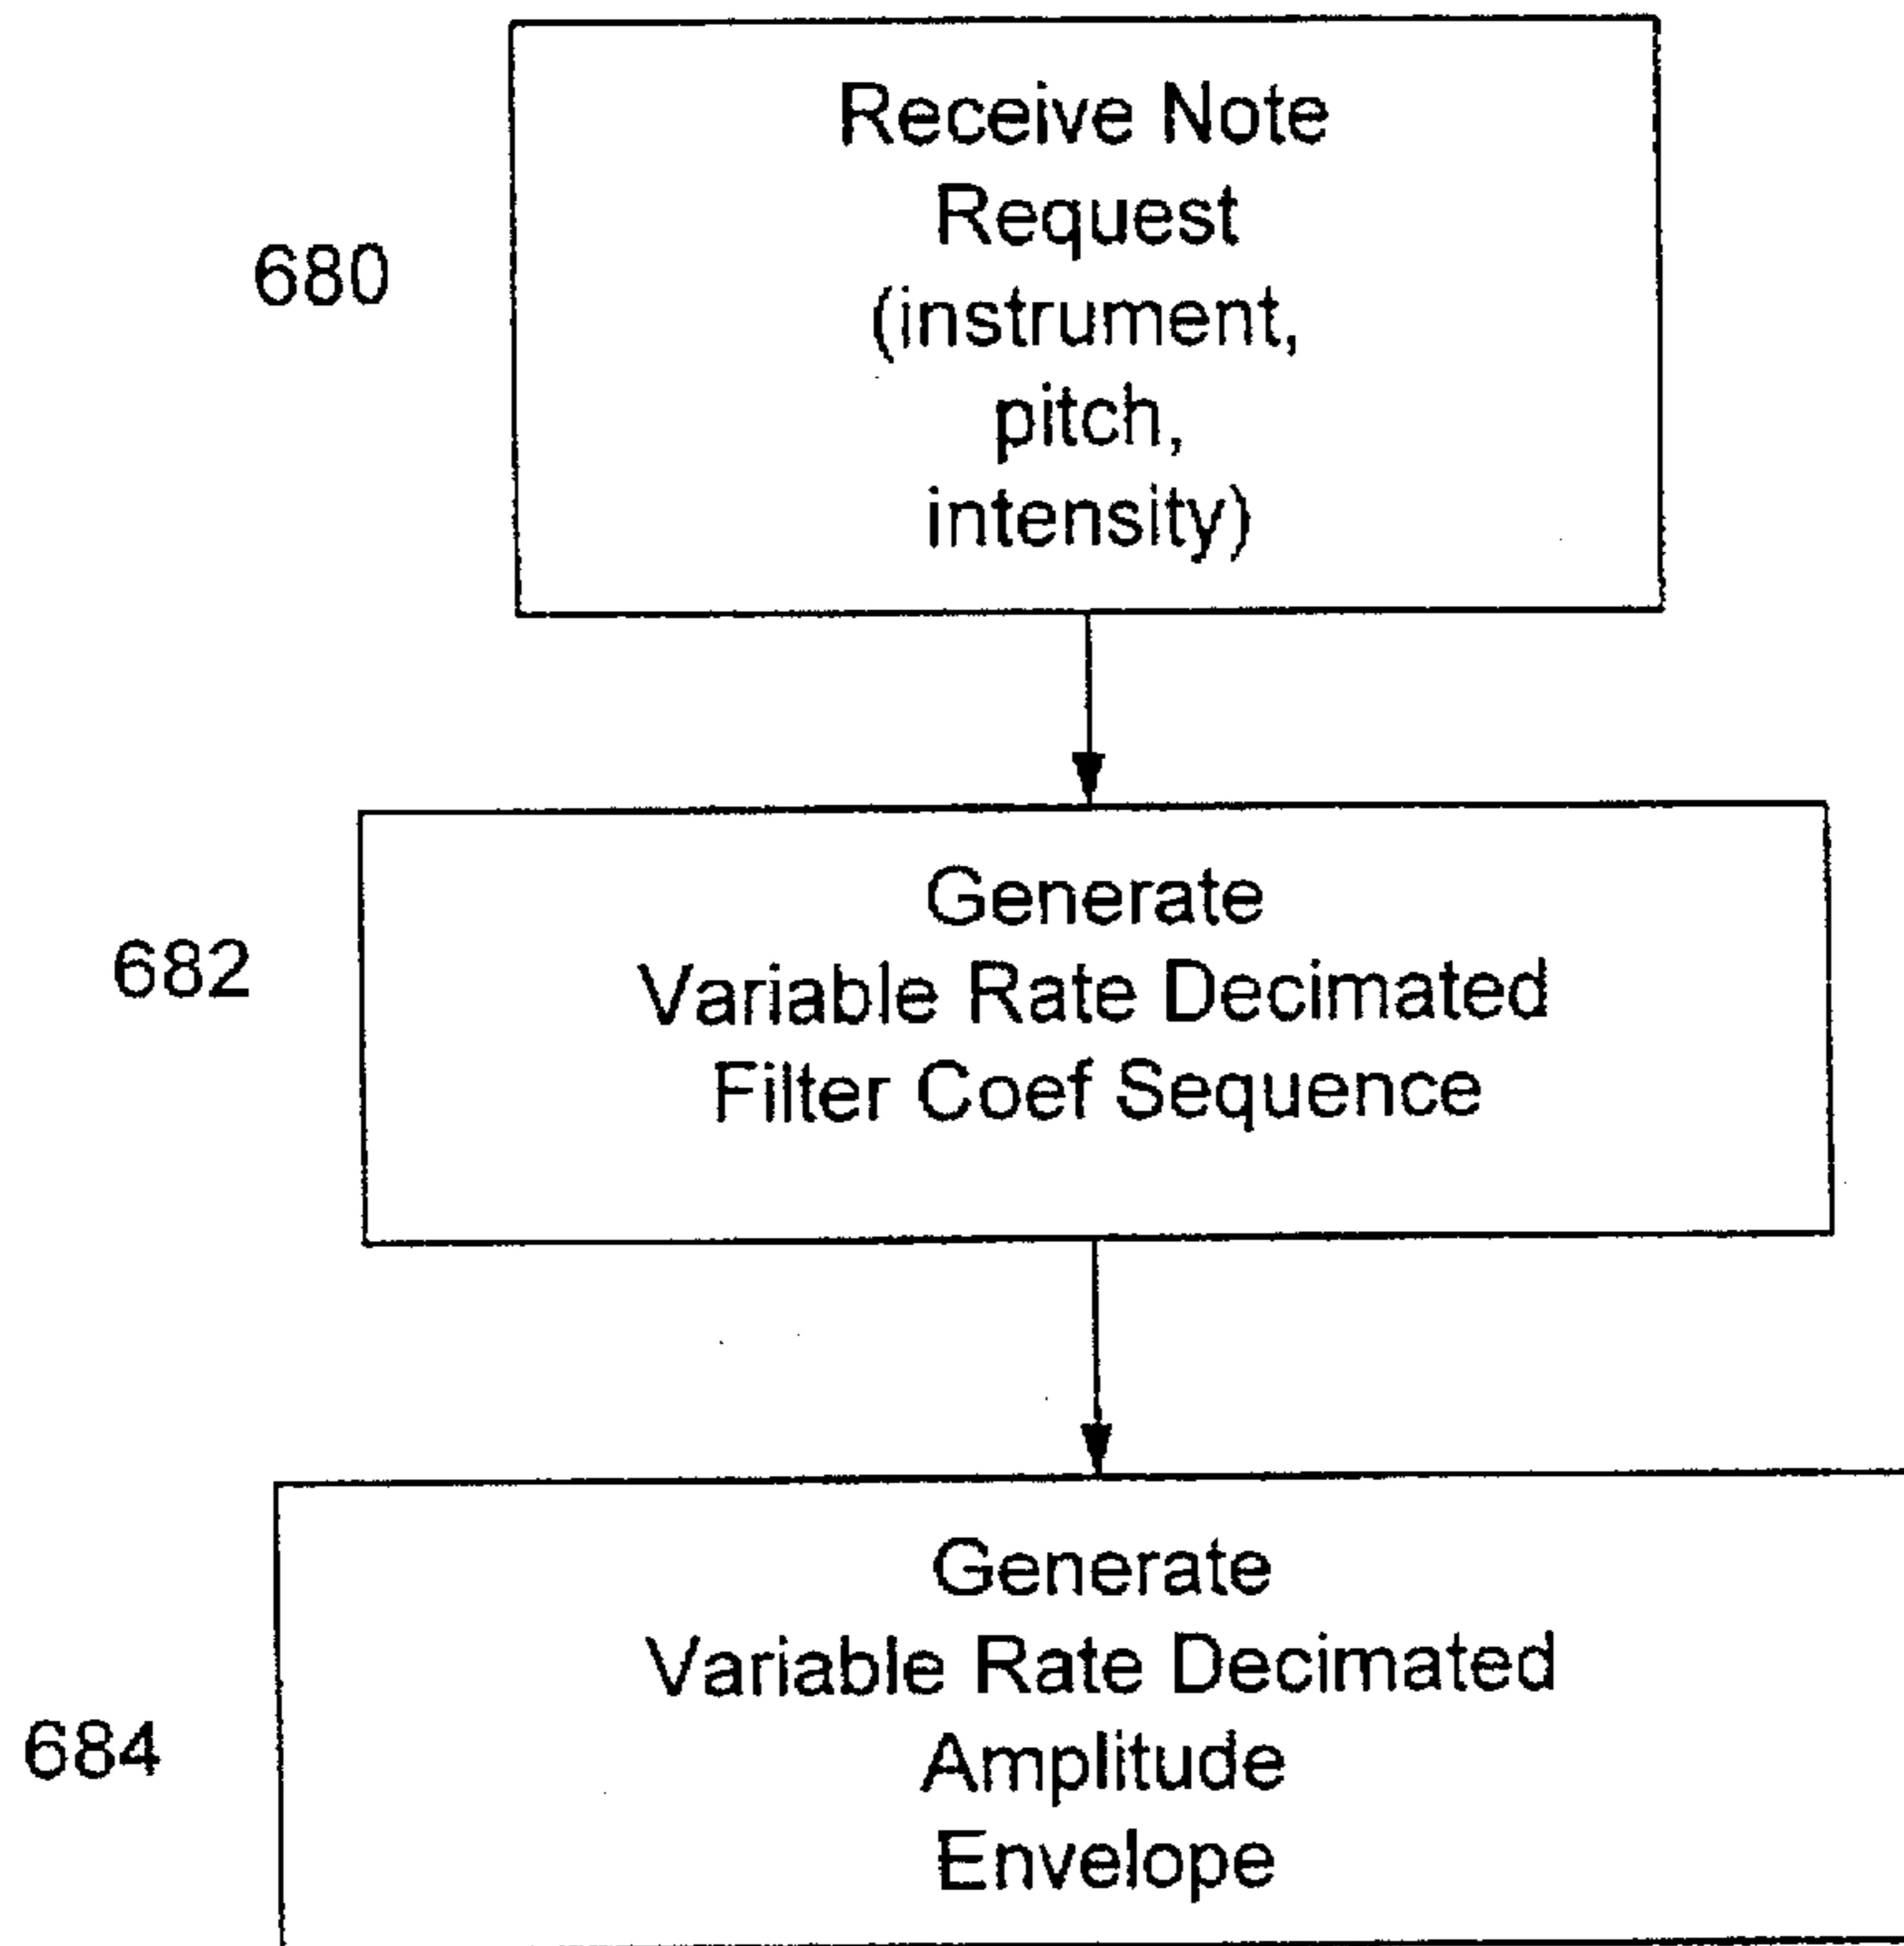 Receive Note
Request
(instrument,
pitch,
intensity)
680
Generate
Variable Rate Decimated
Filter Coef Sequence
682
Generate
Variable Rate Decimated
Amplitude
Envelope
684